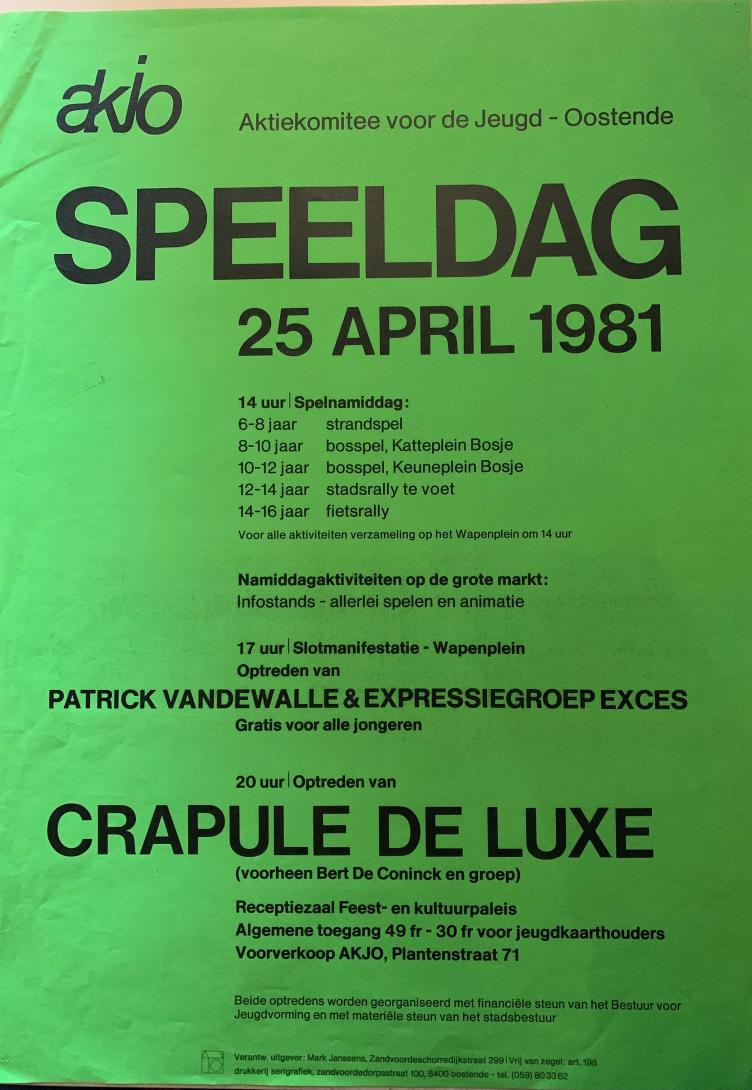 akjo
Aktiekomitee voor de Jeugd - Oostende
SPEELDAG
25 APRIL 1981
14 uur | Spelnamiddag:
6-8 jaar strandspel
8-10 jaar bosspel, Katteplein Bosje
10-12 jaar bosspel, Keuneplein Bosje
12-14 jaar stadsrally te voet
14-16 jaar fietsrally
Voor alle aktiviteiten verzameling op het Wapenplein om 14 uur
Namiddagaktiviteiten op de grote markt:
Infostands - allerlei spelen en animatie
17 uur | Slotmanifestatie - Wapenplein
Optreden van
PATRICK VANDEWALLE & EXPRESSIEGROEP EXCES
Gratis voor alle jongeren
20 uur | Optreden van
CRAPULE DE LUXE
(voorheen Bert De Coninck en groep)
Receptiezaal Feest- en kultuurpaleis
Algemene toegang 49 fr - 30 fr voor jeugdkaarthouders
Voorverkoop AKJO, Plantenstraat 71
Beide optredens worden georganiseerd met financiële steun van het Bestuur voor
Jeugdvorming en met materiële steun van het stadsbestuur
Verantw. uitgever: Mark Janssens, Zandvoordeschorredijkstraat 299 | Vrij van zegel: art. 198
drukkerij serigrafiek, zandvoordedorpsstraat 100, 8400 oostende - tel. (059) 80 33 62